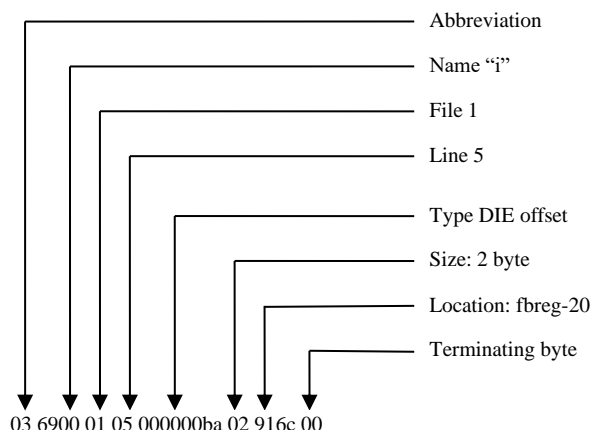 Abbreviation
Name “i”
File 1
Line 5
Type DIE offset
Size: 2 byte
Location: fbreg-20
Terminating byte
03 6900 01 05 000000ba 02 916c 00